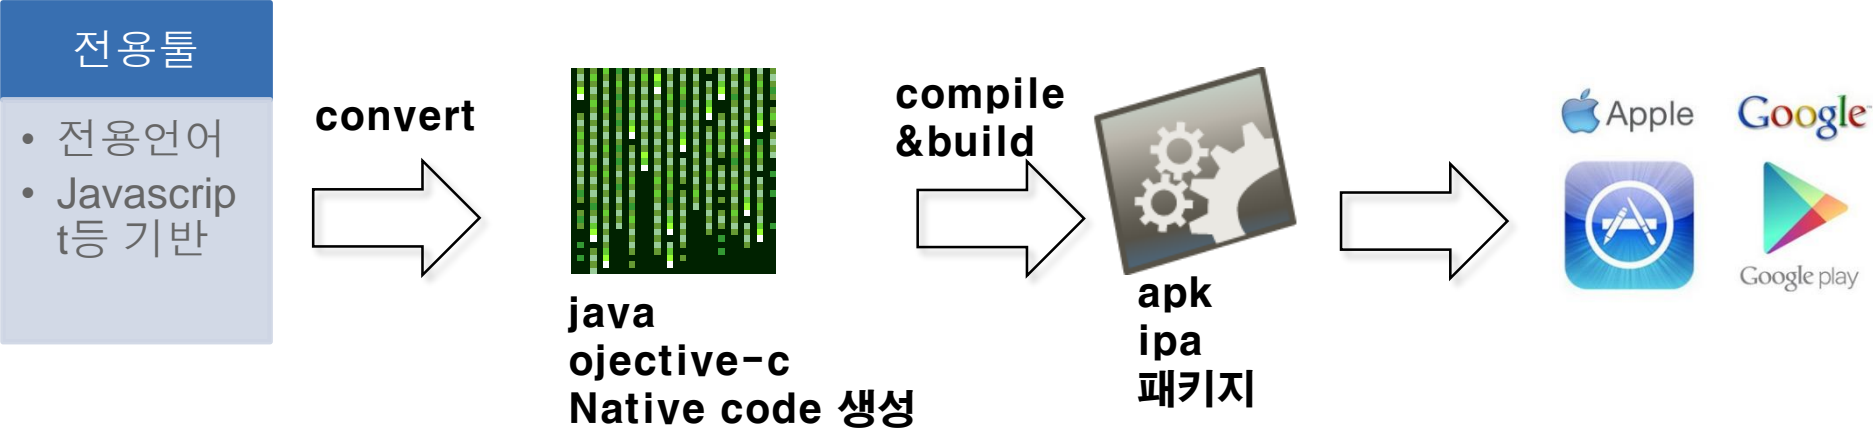 전용툴
• 전용언어
• Javascrip
t등 기반
convert
java
ojective-c
Native code 생성
compile
&build
apk
ipa
패키지
Apple
Google
Google play